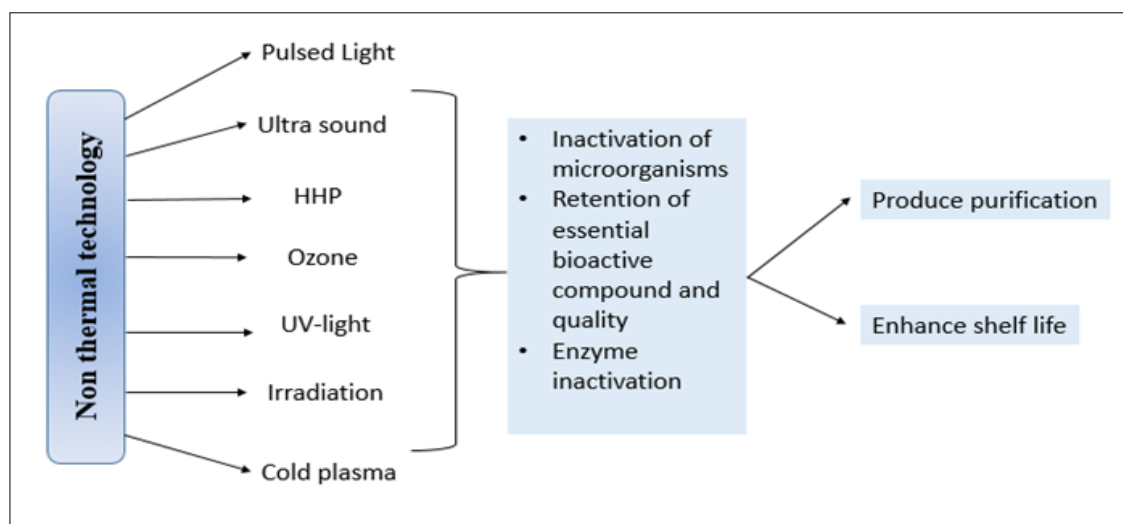 Non thermal technology
Pulsed Light
Ultra sound
HHP
Ozone
UV-light
Irradiation
Cold plasma
• Inactivation of
microorganisms
• Retention of
essential
bioactive
compound and
quality
• Enzyme
inactivation
Produce purification
Enhance shelf life